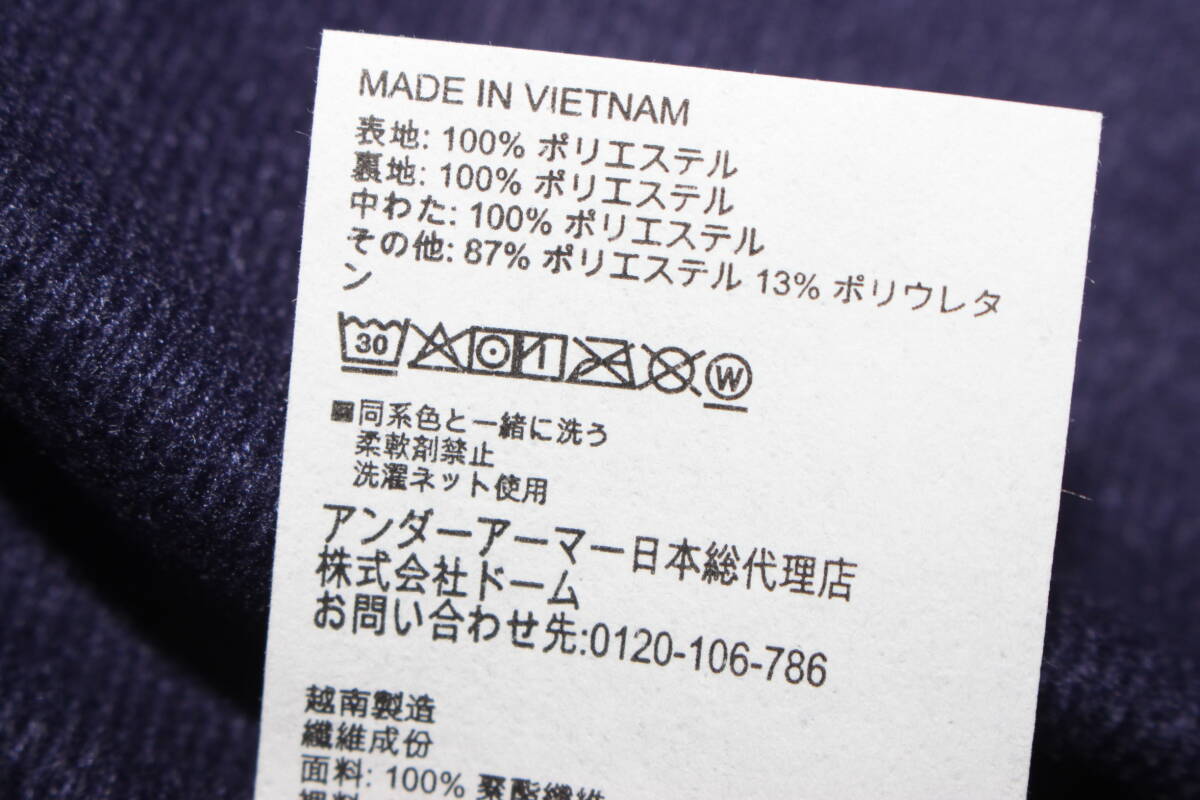 MADE IN VIETNAM
表地: 100% ポリエステル
裏地: 100% ポリエステル
中わた: 100% ポリエステル
その他: 87% ポリエステル 13% ポリウレタ
ン
30 W
同系色と一緒に洗う
柔軟剤禁止
洗濯ネット使用
アンダーアーマー日本総代理店
株式会社ドーム
お問い合わせ先:0120-106-786
越南製造
纖維成份
面料: 100% 聚酯纖維